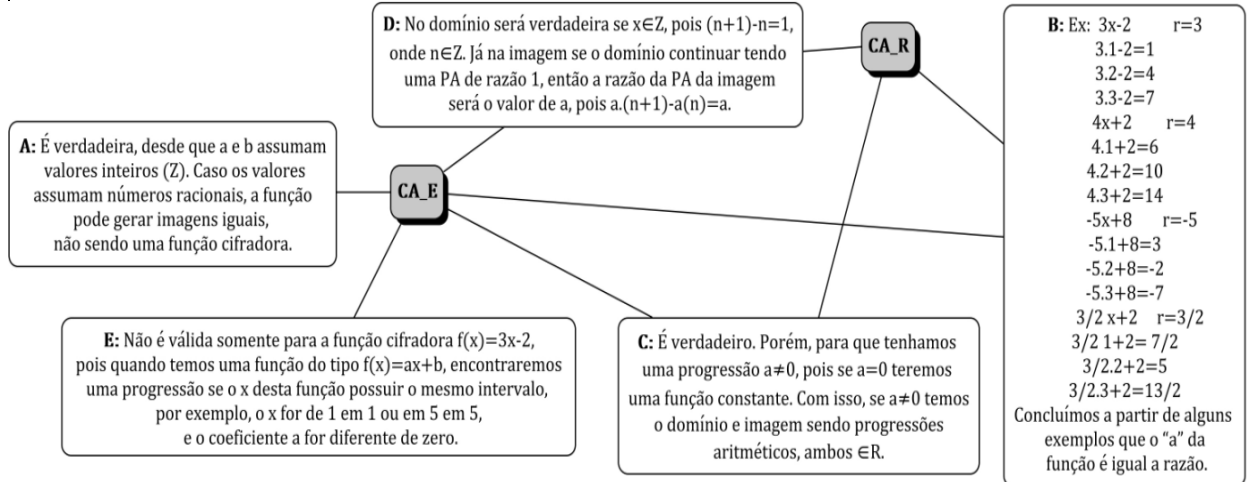 D: No domínio será verdadeira se x∈Z, pois (n+1)-n=1,
onde n∈Z. Já na imagem se o domínio continuar tendo
uma PA de razão 1, então a razão da PA da imagem
será o valor de a, pois a.(n+1)-a(n)=a.
CA_R
A: É verdadeira, desde que a e b assumam
valores inteiros (Z). Caso os valores
assumam números racionais, a função
pode gerar imagens iguais,
não sendo uma função cifradora.
CA_E
E: Não é válida somente para a função cifradora f(x)=3x-2,
pois quando temos uma função do tipo f(x)=ax+b, encontraremos
uma progressão se o x desta função possuir o mesmo intervalo,
por exemplo, o x for de 1 em 1 ou em 5 em 5,
e o coeficiente a for diferente de zero.
C: É verdadeiro. Porém, para que tenhamos
uma progressão a≠0, pois se a=0 teremos
uma função constante. Com isso, se a≠0 temos
o domínio e imagem sendo progressões
aritméticos, ambos ∈R.
B: Ex: 3x-2 r=3
3.1-2=1
3.2-2=4
3.3-2=7
4x+2 r=4
4.1+2=6
4.2+2=10
4.3+2=14
-5x+8 r=-5
-5.1+8=3
-5.2+8=-2
-5.3+8=-7
3/2 x+2 r=3/2
3/2 1+2= 7/2
3/2.2+2=5
3/2.3+2=13/2
Concluímos a partir de alguns
exemplos que o “a” da
função é igual a razão.